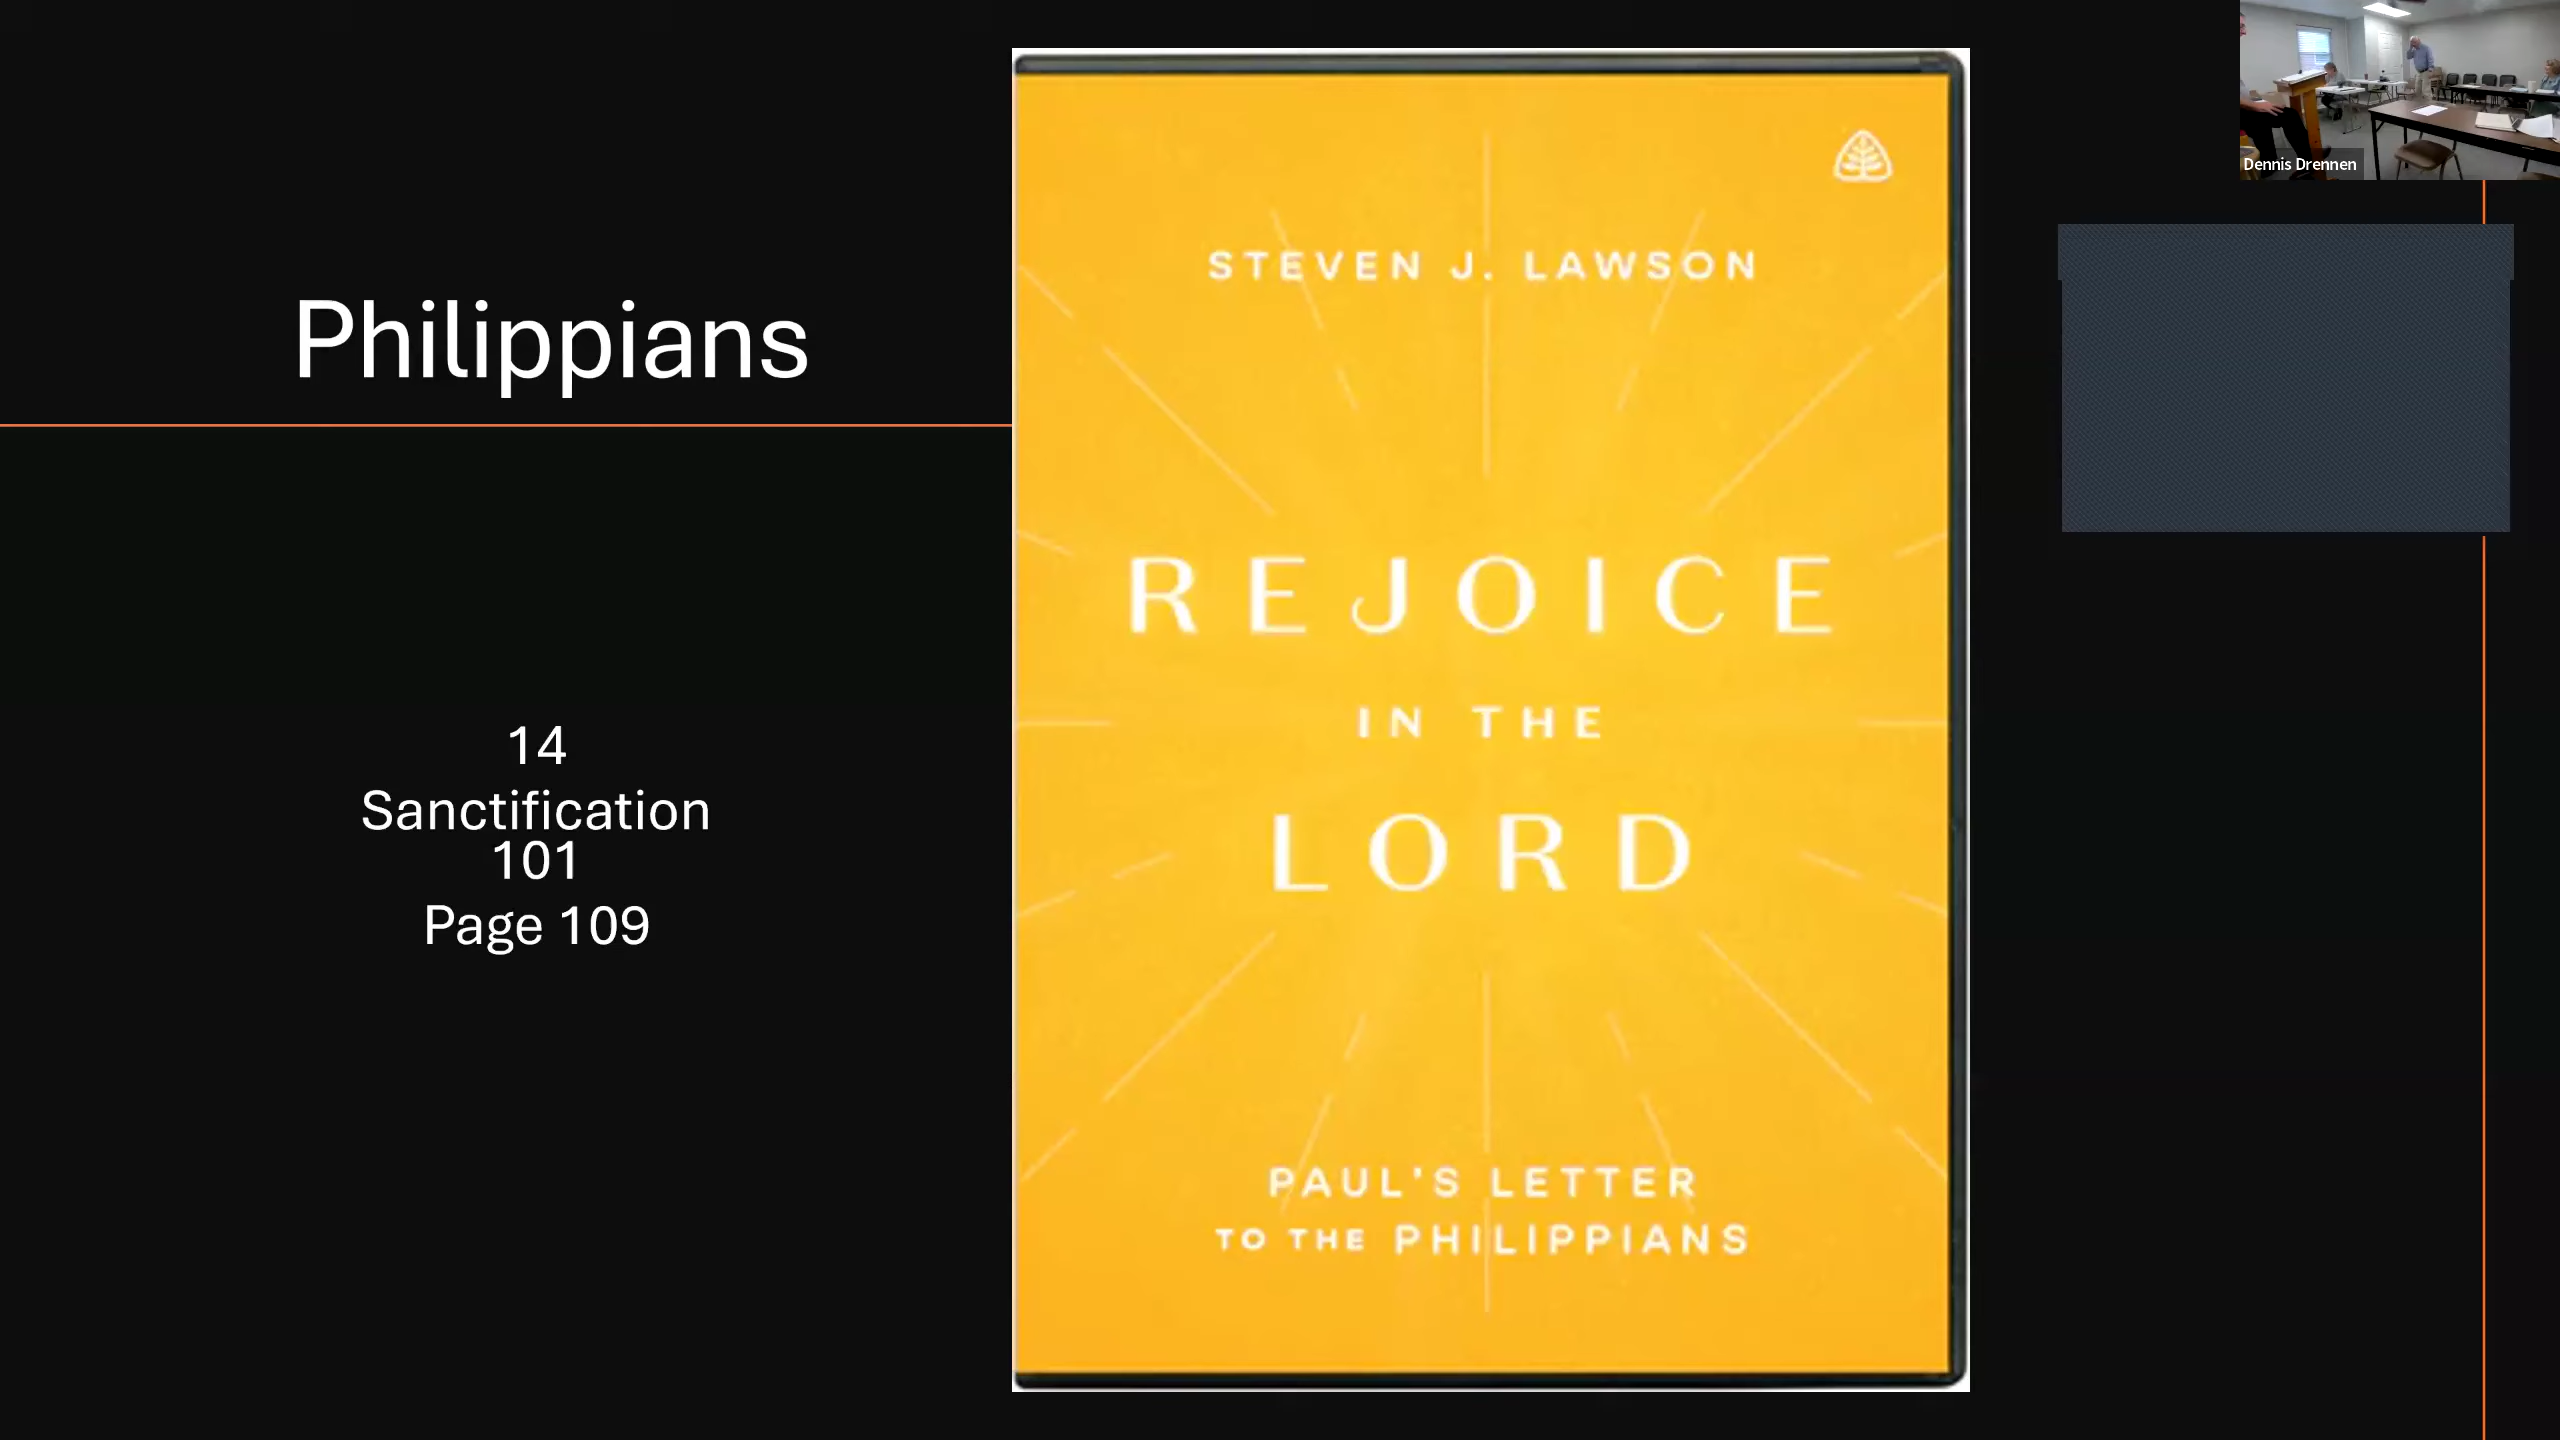 Philippians
14
Sanctification
101
Page 109
STEVEN J. LAWSON
REJOICE
IN THE
LORD
PAUL'S LETTER
TO THE PHILIPPIANS
Dennis Drennen